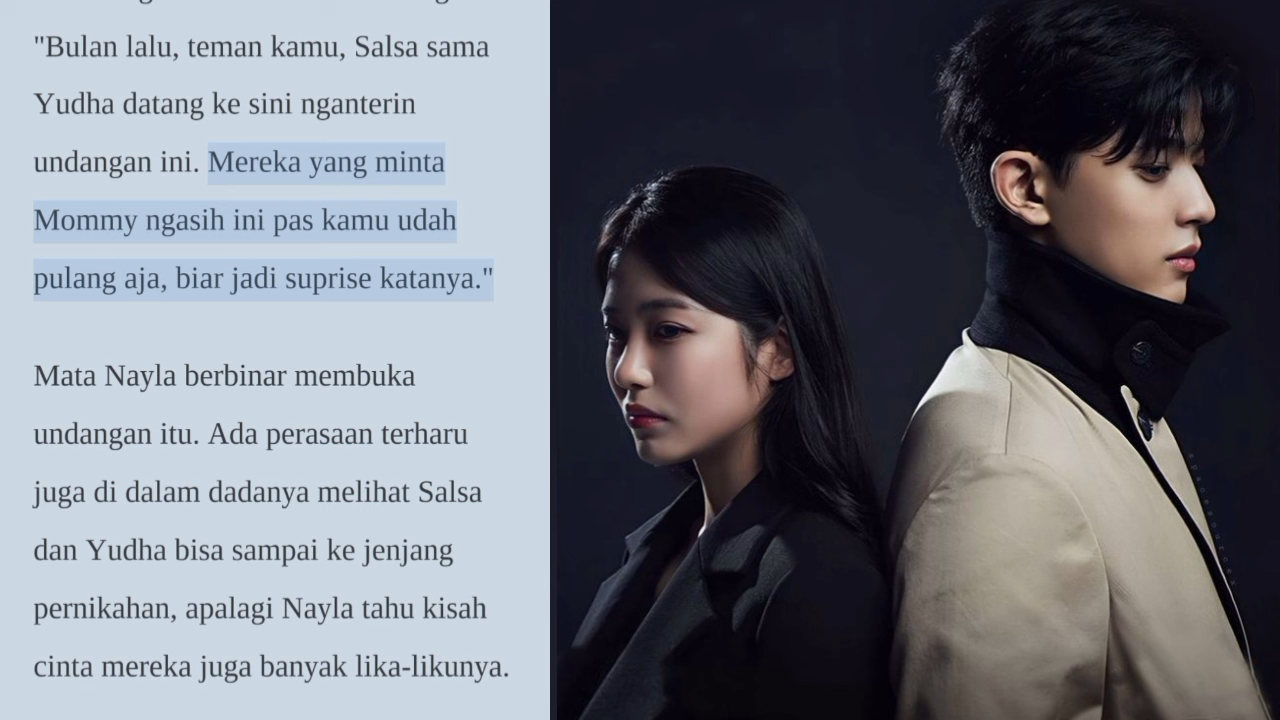 "Bulan lalu, teman kamu, Salsa sama
Yudha datang ke sini nganterin
undangan ini. Mereka yang minta
Mommy ngasih ini pas kamu udah
pulang aja, biar jadi suprise katanya."
Mata Nayla berbinar membuka
undangan itu. Ada perasaan terharu
juga di dalam dadanya melihat Salsa
dan Yudha bisa sampai ke jenjang
pernikahan, apalagi Nayla tahu kisah
cinta mereka juga banyak lika-likunya.